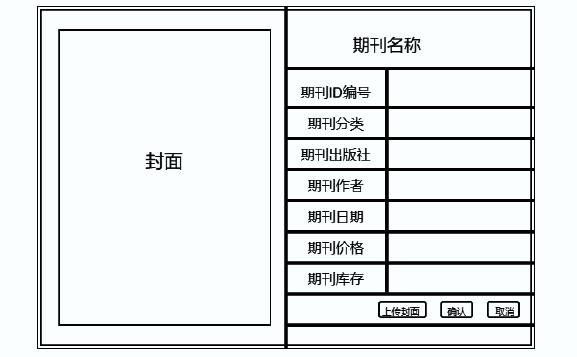 封面
期刊名称
期刊ID编号
期刊分类
期刊出版社
期刊作者
期刊日期
期刊价格
期刊库存
上传封面 确认 取消